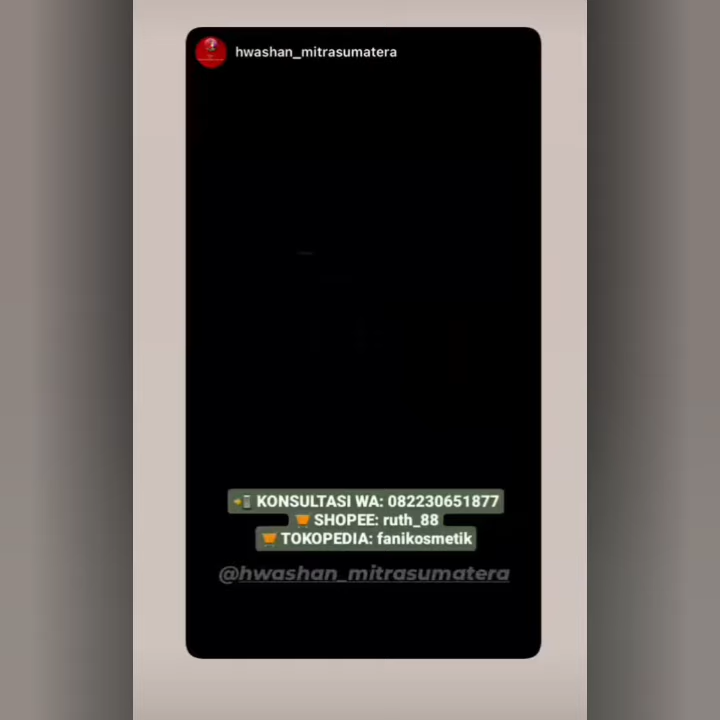 hwashan_mitrasumatera
📲 KONSULTASI WA: 082230651877
🛒 SHOPEE: ruth_88
🛒 TOKOPEDIA: fanikosmetik
@hwashan_mitrasumatera